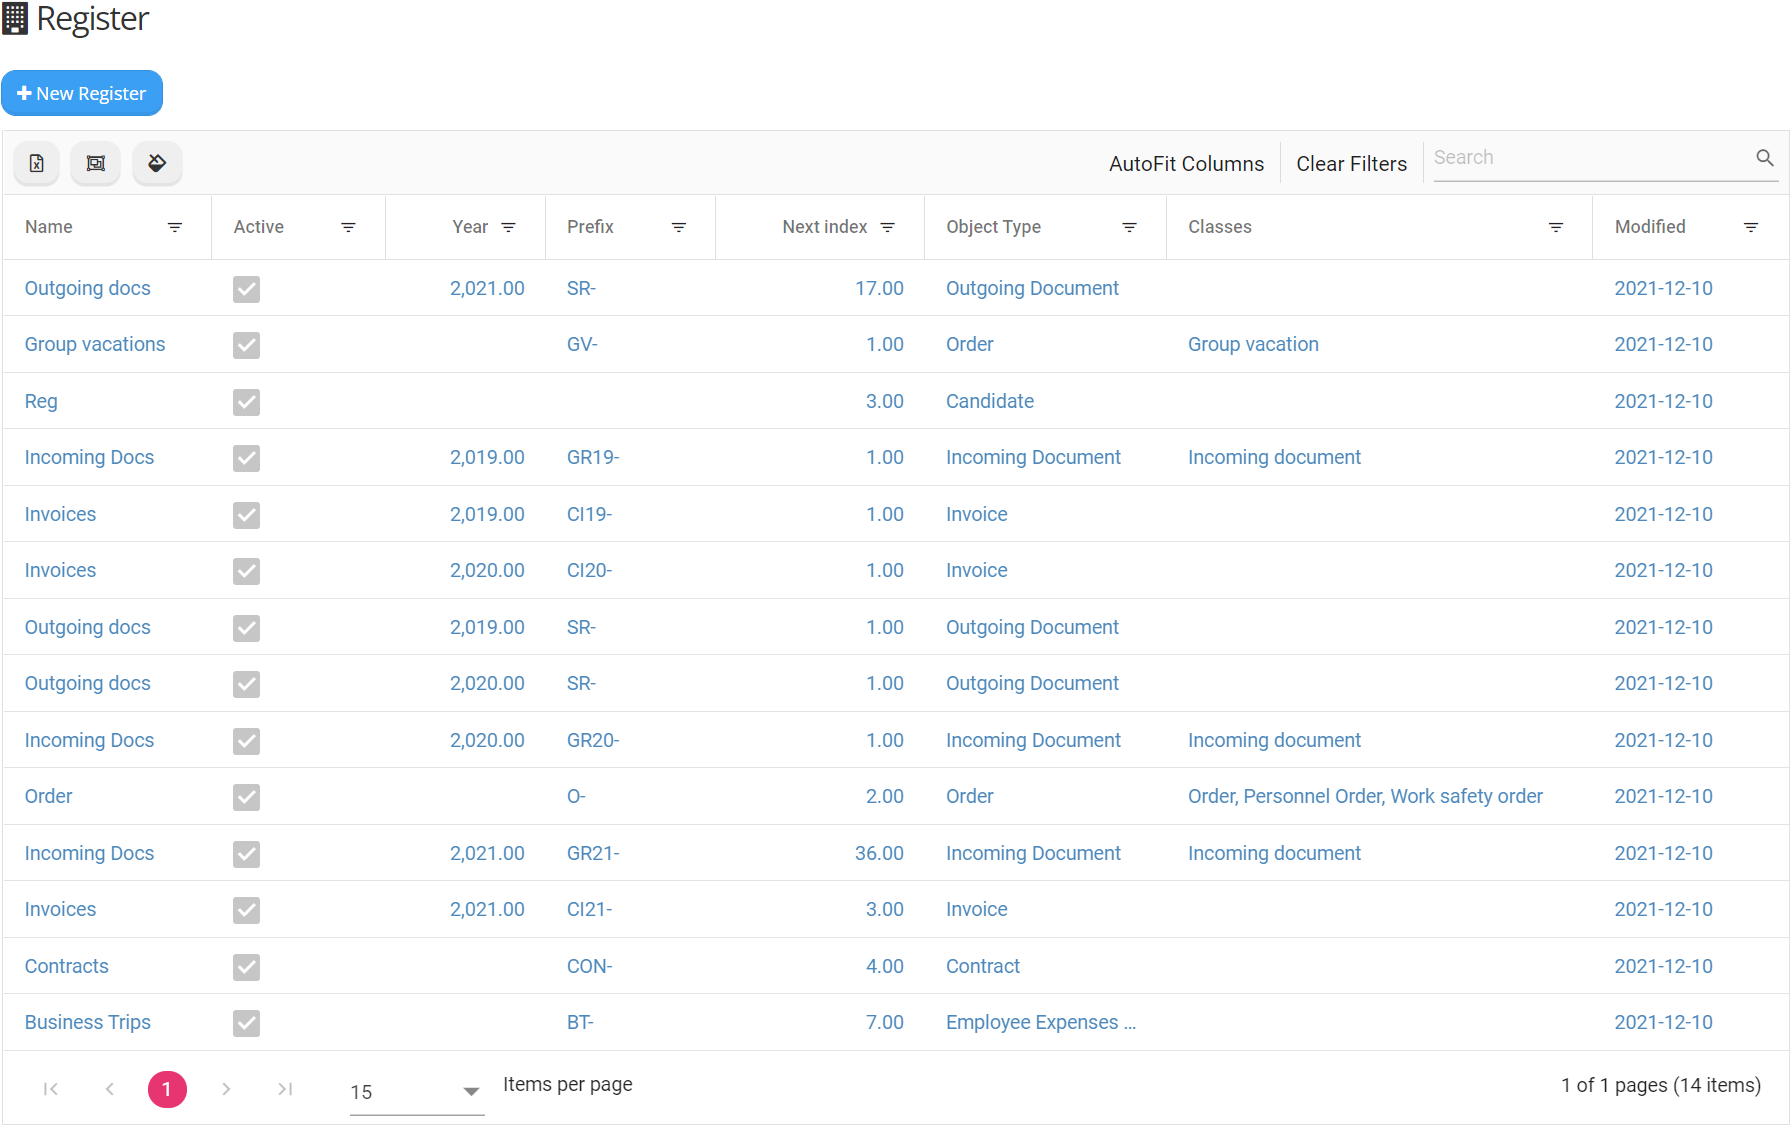 Register
New Register
AutoFit Columns Clear Filters Search
Name Active Year Prefix Next index Object Type Classes Modified
Outgoing docs 2,021.00 SR- 17.00 Outgoing Document 2021-12-10
Group vacations GV- 1.00 Order Group vacation 2021-12-10
Reg 3.00 Candidate 2021-12-10
Incoming Docs 2,019.00 GR19- 1.00 Incoming Document Incoming document 2021-12-10
Invoices 2,019.00 CI19- 1.00 Invoice 2021-12-10
Invoices 2,020.00 CI20- 1.00 Invoice 2021-12-10
Outgoing docs 2,019.00 SR- 1.00 Outgoing Document 2021-12-10
Outgoing docs 2,020.00 SR- 1.00 Outgoing Document 2021-12-10
Incoming Docs 2,020.00 GR20- 1.00 Incoming Document Incoming document 2021-12-10
Order O- 2.00 Order Order, Personnel Order, Work safety order 2021-12-10
Incoming Docs 2,021.00 GR21- 36.00 Incoming Document Incoming document 2021-12-10
Invoices 2,021.00 CI21- 3.00 Invoice 2021-12-10
Contracts CON- 4.00 Contract 2021-12-10
Business Trips BT- 7.00 Employee Expenses ... 2021-12-10
1 15 Items per page 1 of 1 pages (14 items)